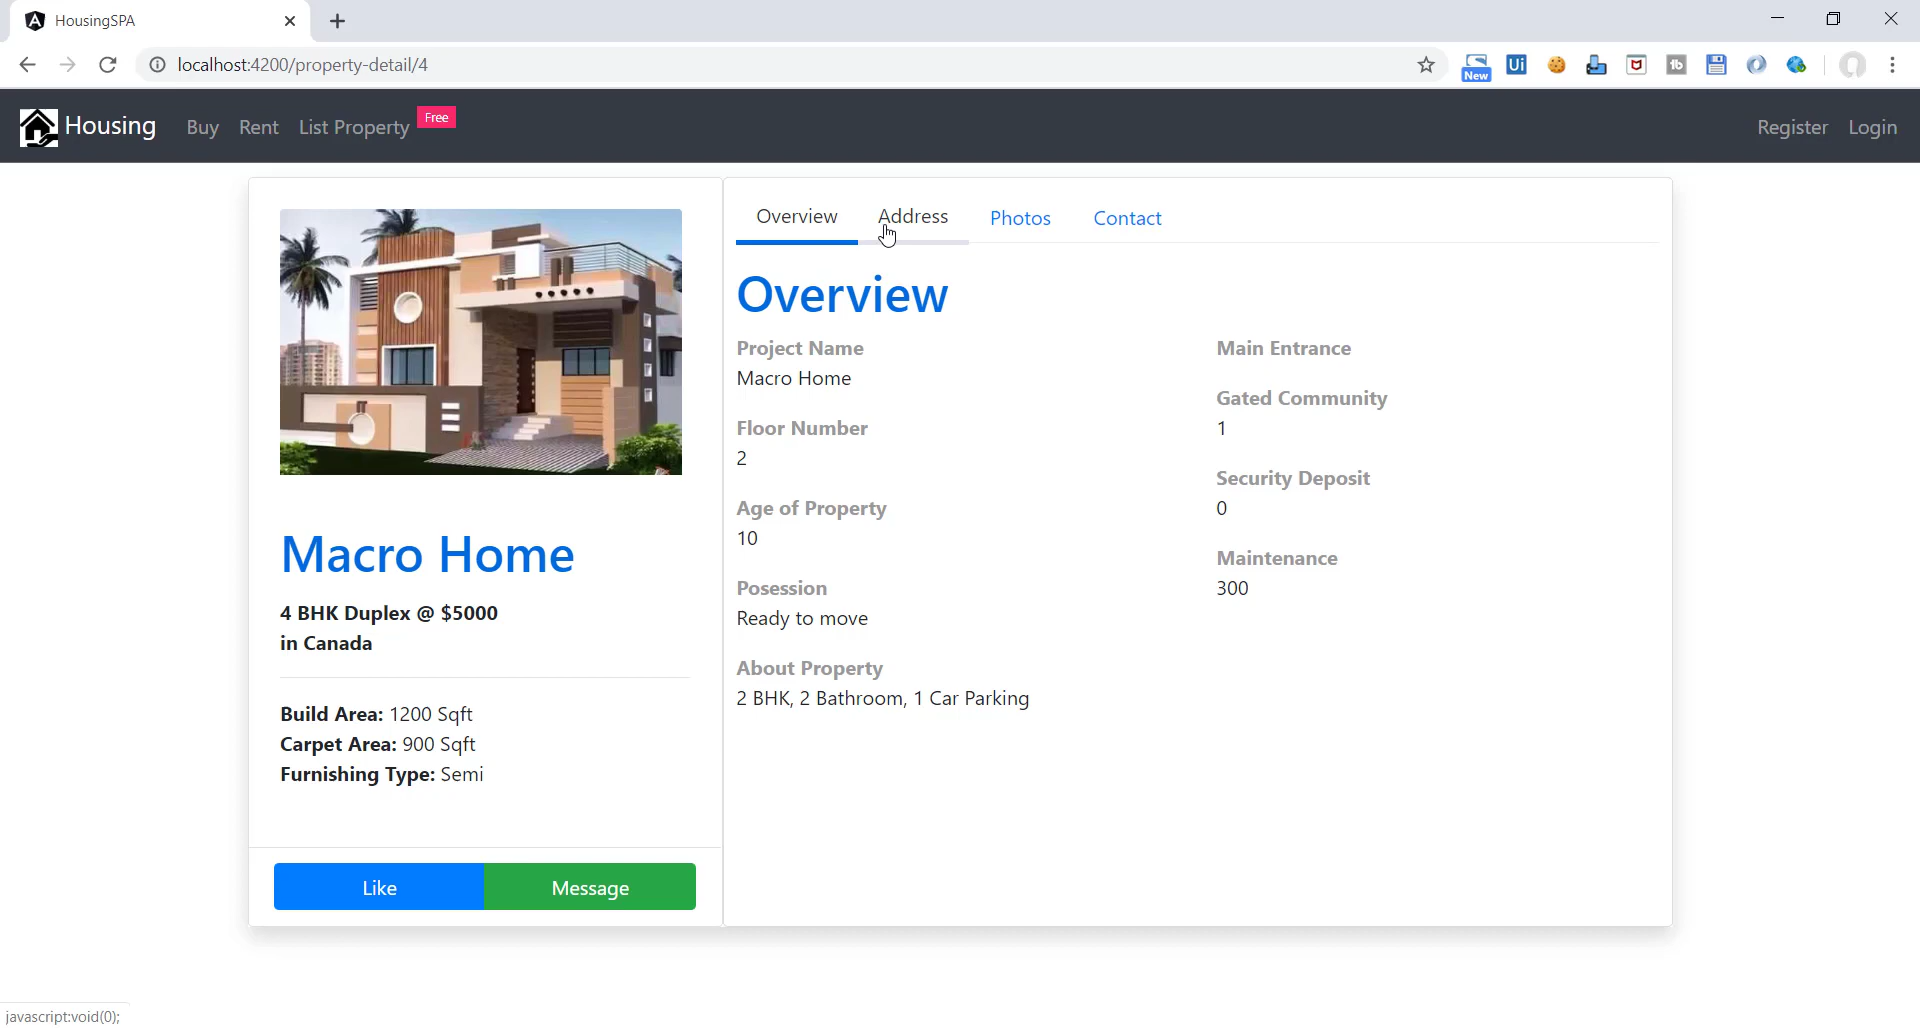 HousingSPA
localhost:4200/property-detail/4
New
Ui
tb
Housing
Buy
Rent
List Property
Free
Register
Login
Macro Home
4 BHK Duplex @ $5000
in Canada
Build Area: 1200 Sqft
Carpet Area: 900 Sqft
Furnishing Type: Semi
Like
Message
Overview
Address
Photos
Contact
Overview
Project Name
Macro Home
Floor Number
2
Age of Property
10
Posession
Ready to move
About Property
2 BHK, 2 Bathroom, 1 Car Parking
Main Entrance
Gated Community
1
Security Deposit
0
Maintenance
300
javascript:void(0);